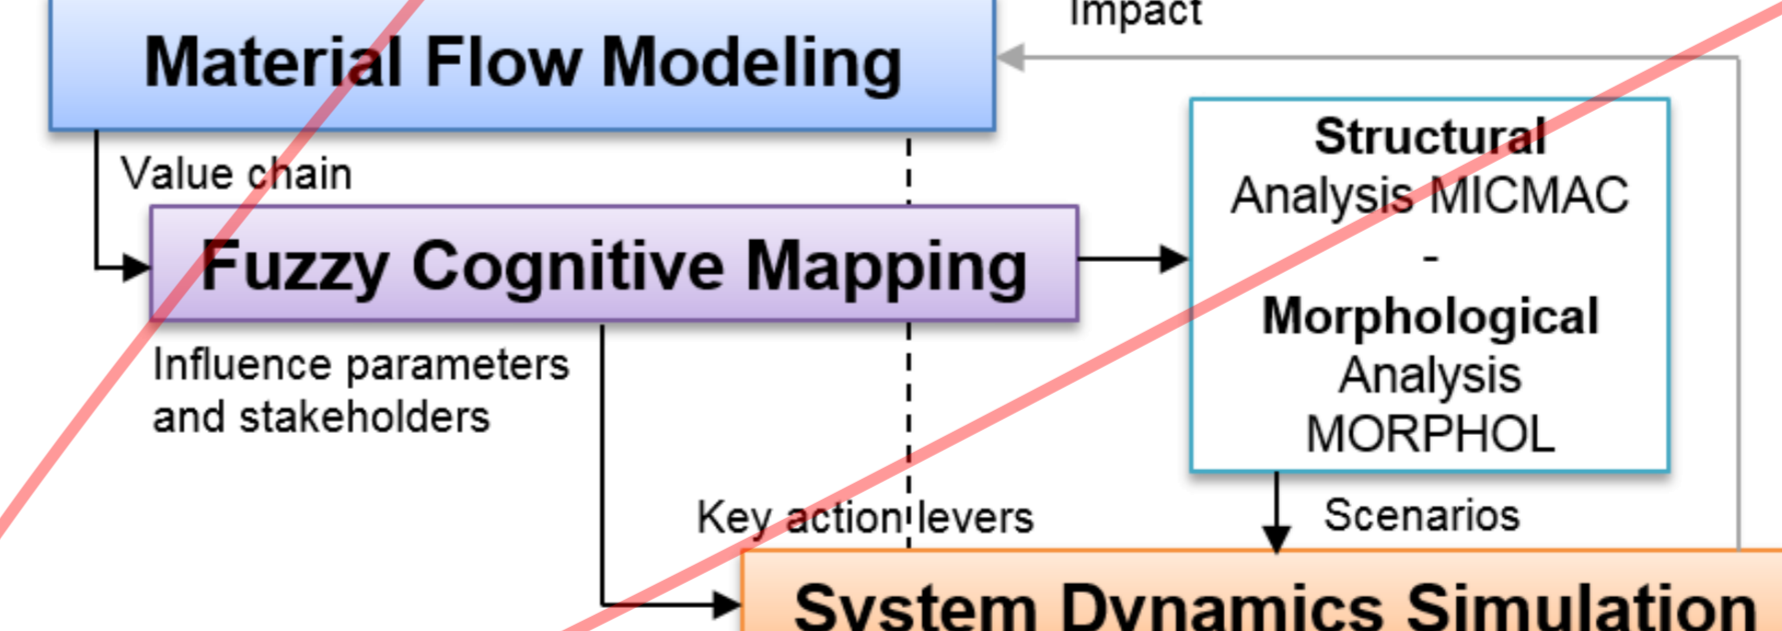 Impact
Material Flow Modeling
Value chain
Structural
Analysis MICMAC
-
Fuzzy Cognitive Mapping
Morphological
Analysis
MORPHOL
Influence parameters
and stakeholders
Key action levers
Scenarios
System Dynamics Simulation